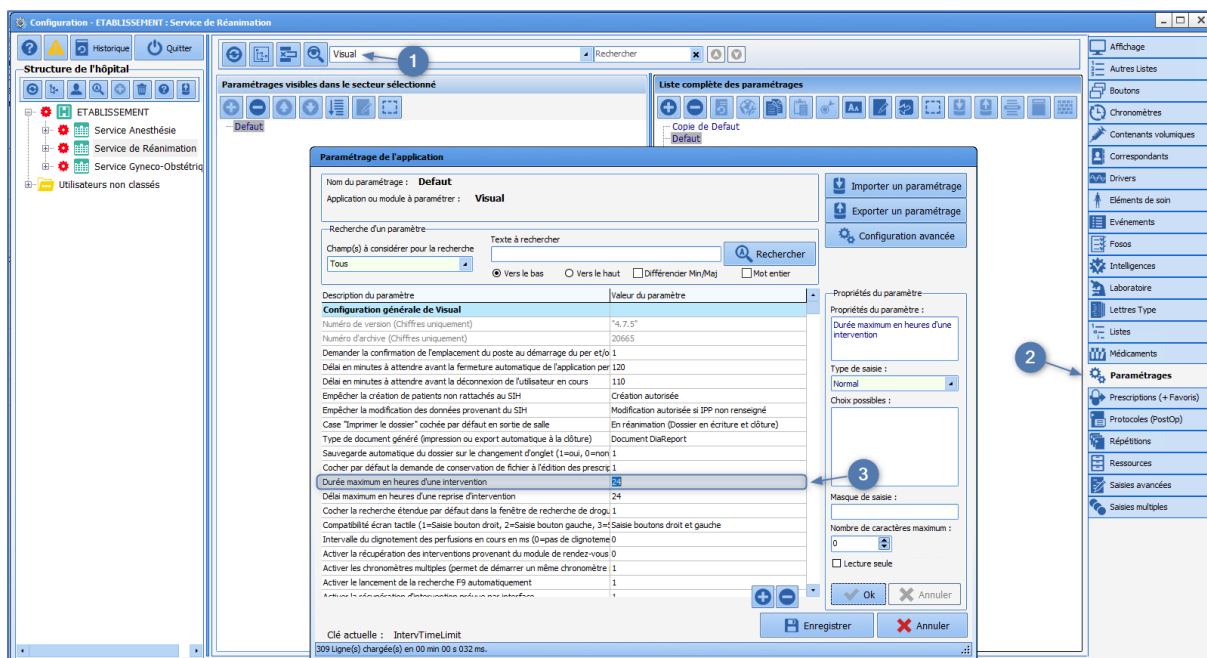 Configuration - ETABLISSEMENT : Service de Réanimation
Historique
Quitter
Structure de l'hôpital
ETABLISSEMENT
Service Anesthésie
Service de Réanimation
Service Gyneco-Obstétriq
Utilisateurs non classés
Visual
1
Rechercher
Paramétrages visibles dans le secteur sélectionné
Defaut
Liste complète des paramétrages
Copie de Defaut
Defaut
Paramétrage de l'application
Nom du paramétrage : Defaut
Application ou module à paramétrer : Visual
Recherche d'un paramètre
Champ(s) à considérer pour la recherche
Tous
Texte à rechercher
Rechercher
Vers le bas
Vers le haut
Différencier Min/Maj
Mot entier
Importer un paramétrage
Exporter un paramétrage
Configuration avancée
Description du paramètre Valeur du paramètre
Configuration générale de Visual
Numéro de version (Chiffres uniquement) "4.7.5"
Numéro d'archive (Chiffres uniquement) 20665
Demander la confirmation de l'emplacement du poste au démarrage du per et/o 1
Délai en minutes à attendre avant la fermeture automatique de l'application per 120
Délai en minutes à attendre avant la déconnexion de l'utilisateur en cours 110
Empêcher la création de patients non rattachés au SIH Création autorisée
Empêcher la modification des données provenant du SIH Modification autorisée si IPP non renseigné
Case "Imprimer le dossier" cochée par défaut en sortie de salle En réanimation (Dossier en écriture et clôture)
Type de document généré (impression ou export automatique à la clôture) Document DiaReport
Sauvegarde automatique du dossier sur le changement d'onglet (1=oui, 0=non 1
Cocher par défaut la demande de conservation de fichier à l'édition des prescrip 1
Durée maximum en heures d'une intervention 24
3
Délai maximum en heures d'une reprise d'intervention 24
Cocher la recherche étendue par défaut dans la fenêtre de recherche de drogu 1
Compatibilité écran tactile (1=Saisie bouton droit, 2=Saisie bouton gauche, 3=S Saisie boutons droit et gauche
Intervalle du clignotement des perfusions en cours en ms (0=pas de clignoteme 0
Activer la récupération des interventions provenant du module de rendez-vous 0
Activer les chronomètres multiples (permet de démarrer un même chronomètre 1
Activer le lancement de la recherche F9 automatiquement 1
Activer la récupération d'intervention prévue par interface 1
Propriétés du paramètre
Propriétés du paramètre :
Durée maximum en heures d'une
intervention
Type de saisie :
Normal
Choix possibles :
Masque de saisie :
Nombre de caractères maximum :
0
Lecture seule
Ok
Annuler
Clé actuelle : IntervTimeLimit
Enregistrer
Annuler
309 Ligne(s) chargée(s) en 00 min 00 s 032 ms.
Affichage
Autres Listes
Boutons
Chronomètres
Contenants volumiques
Correspondants
Drivers
Eléments de soin
Evénements
Fosos
Intelligences
Laboratoire
Lettres Type
Listes
Médicaments
2
Paramétrages
Prescriptions (+ Favoris)
Protocoles (PostOp)
Répétitions
Ressources
Saisies avancées
Saisies multiples